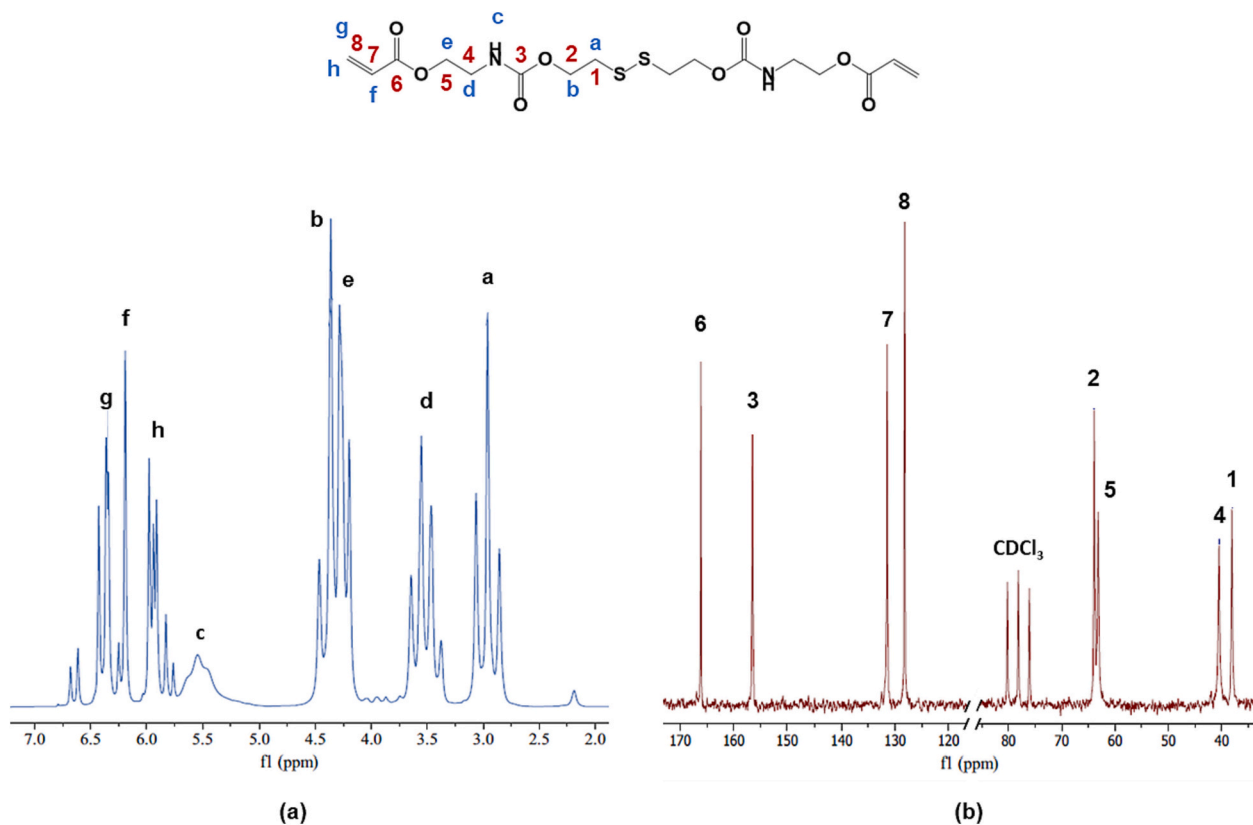 c
g O e H a O
8 7 4 N 3 O 2 S S O N O
h 6 O 5 d O b 1 O H O
f
b
e
a
f
g
d
h
c
7.0 6.5 6.0 5.5 5.0 4.5 4.0 3.5 3.0 2.5 2.0
f1 (ppm)
(a)
8
7
6
2
3
5
1
4
CDCl₃
170 160 150 140 130 120 80 70 60 50 40
f1 (ppm)
(b)